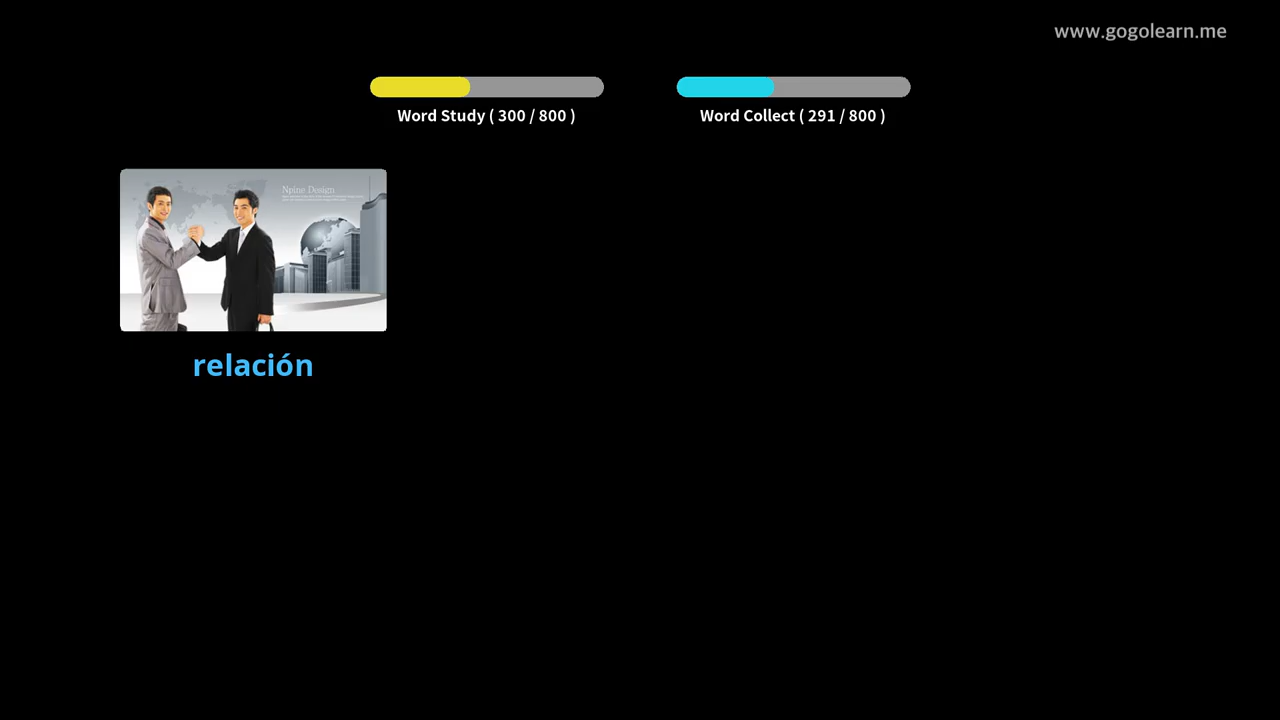 www.gogolearn.me
Word Study ( 300 / 800 )
Word Collect ( 291 / 800 )
Npine Design
relación